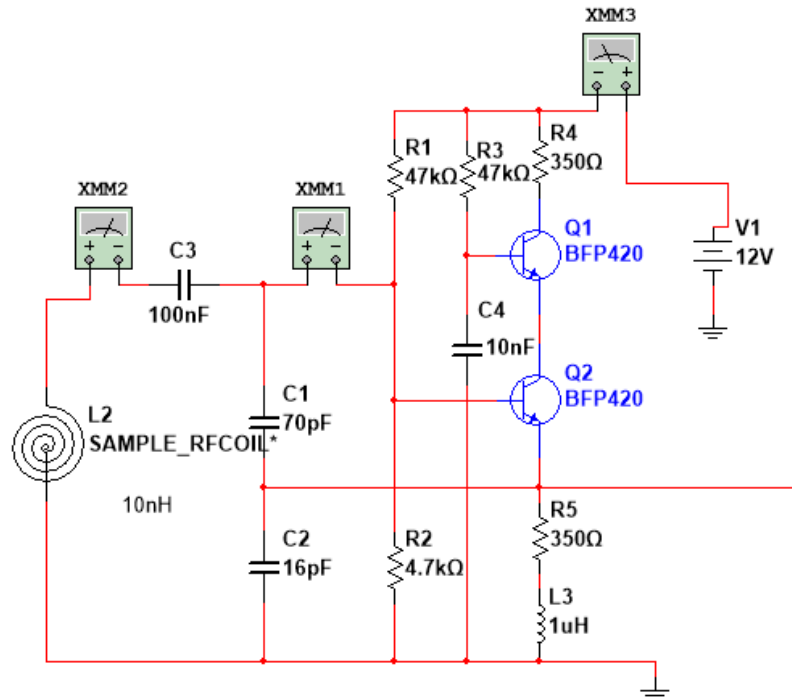 XMM3
- +
R1
47kΩ
R3
47kΩ
R4
350Ω
XMM2
+ -
C3
100nF
XMM1
+ -
Q1
BFP420
V1
12V
C4
10nF
Q2
BFP420
L2
SAMPLE_RFCOIL*
10nH
C1
70pF
C2
16pF
R2
4.7kΩ
R5
350Ω
L3
1uH